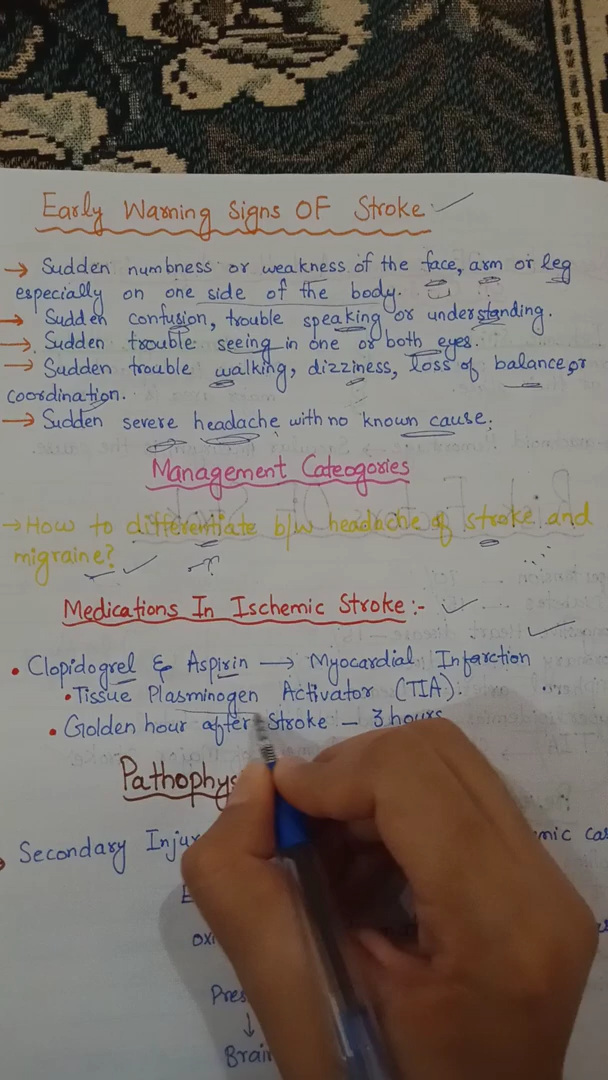 Early Warning Signs OF Stroke
→ Sudden numbness or weakness of the face, arm or leg
especially on one side of the body.
→ Sudden confusion, trouble speaking or understanding.
→ Sudden trouble seeing in one or both eyes.
→ Sudden trouble walking, dizziness, loss of balance or
coordination.
→ Sudden severe headache with no known cause.
Management Cateogories
→ How to differentiate b/w headache of stroke and
migraine?
Medications In Ischemic Stroke:-
• Clopidogrel & Aspirin → Myocardial Infarction
• Tissue Plasminogen Activator (TIA).
• Golden hour after Stroke – 3 hours
Secondary
↓